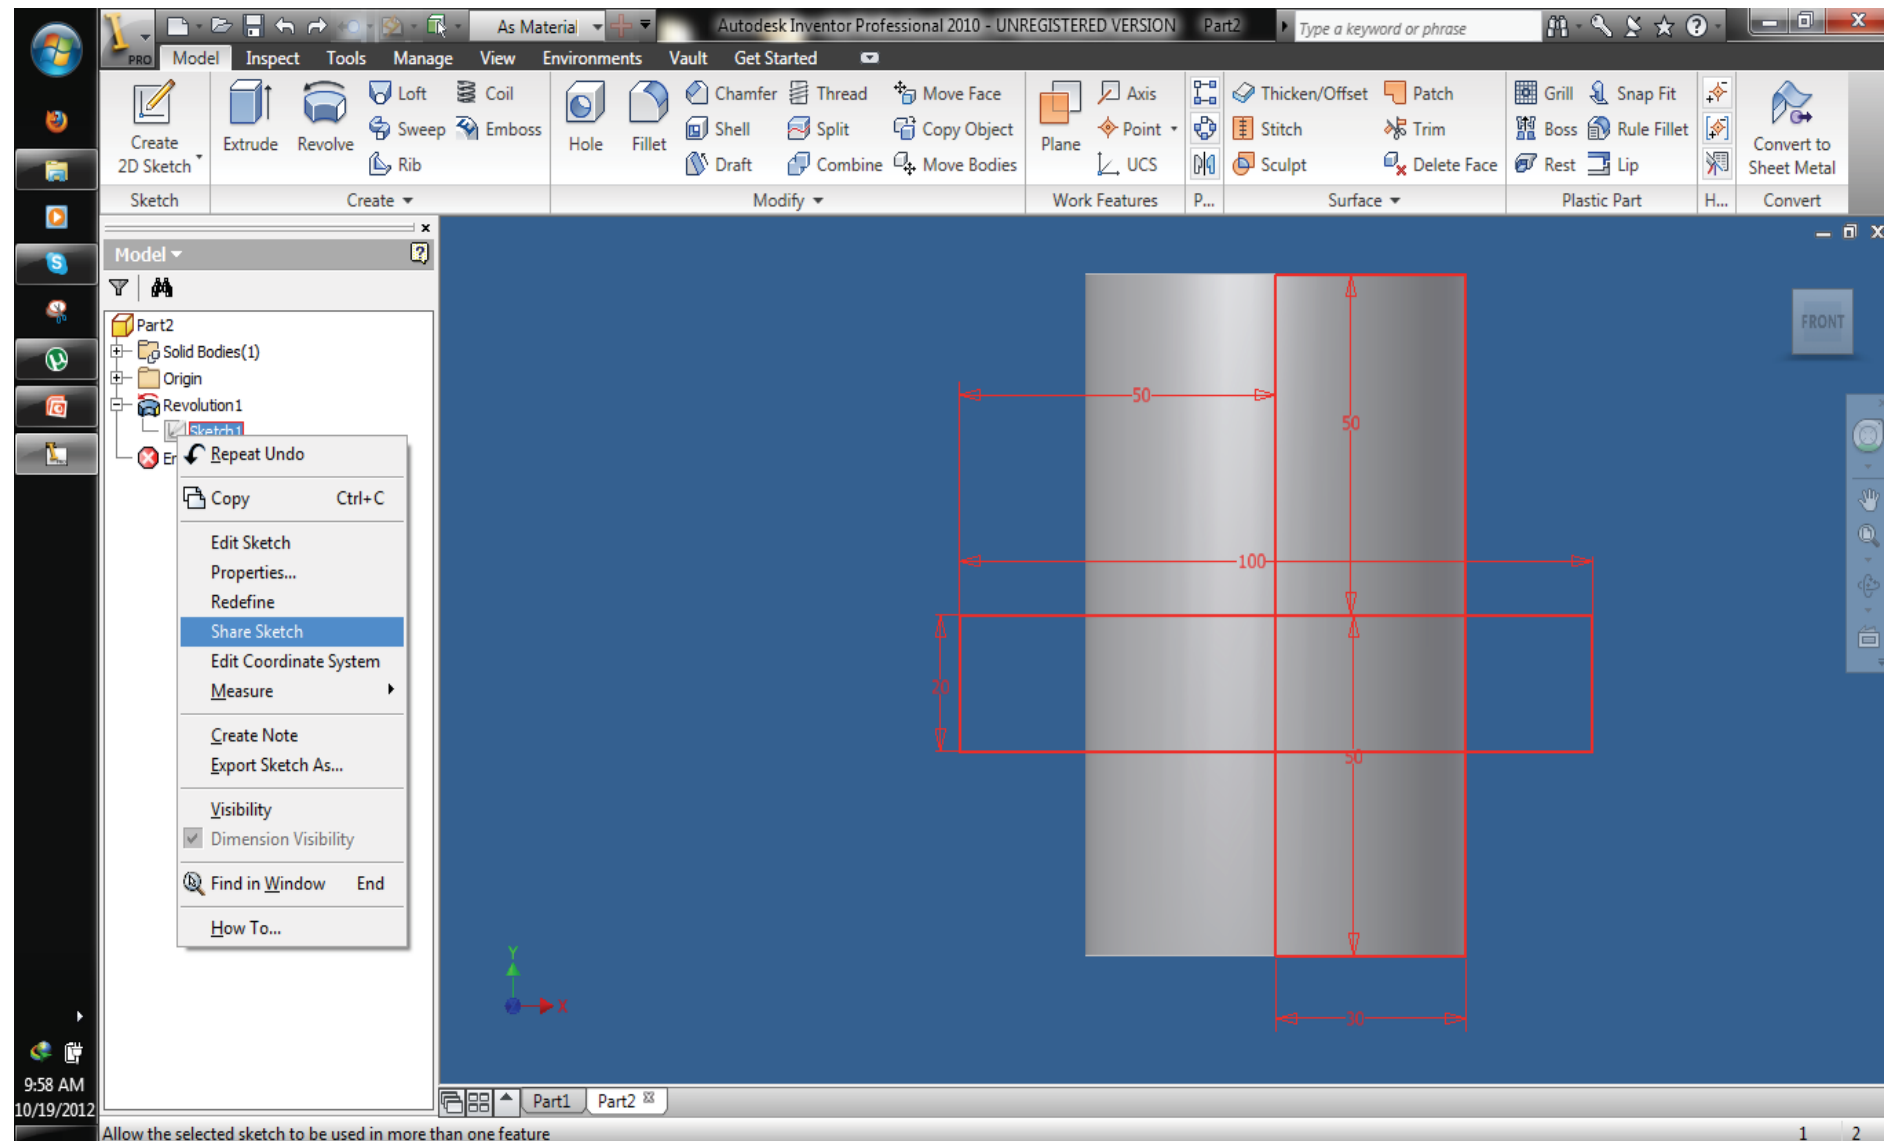 As Material
Autodesk Inventor Professional 2010 - UNREGISTERED VERSION Part2
Type a keyword or phrase
PRO Model Inspect Tools Manage View Environments Vault Get Started
Create 2D Sketch
Extrude
Revolve
Loft
Sweep
Rib
Coil
Emboss
Hole
Fillet
Chamfer
Shell
Draft
Thread
Split
Combine
Move Face
Copy Object
Move Bodies
Plane
Axis
Point
UCS
Thicken/Offset
Stitch
Sculpt
Patch
Trim
Delete Face
Grill
Boss
Rest
Snap Fit
Rule Fillet
Lip
Convert to
Sheet Metal
Sketch Create Modify Work Features P... Surface Plastic Part H... Convert
Model
Part2
Solid Bodies(1)
Origin
Revolution1
Sketch1
Er
Repeat Undo
Copy Ctrl+C
Edit Sketch
Properties...
Redefine
Share Sketch
Edit Coordinate System
Measure
Create Note
Export Sketch As...
Visibility
Dimension Visibility
Find in Window End
How To...
FRONT
50
50
100
20
50
30
Y
X
9:58 AM
10/19/2012
Part1 Part2
Allow the selected sketch to be used in more than one feature
1 2